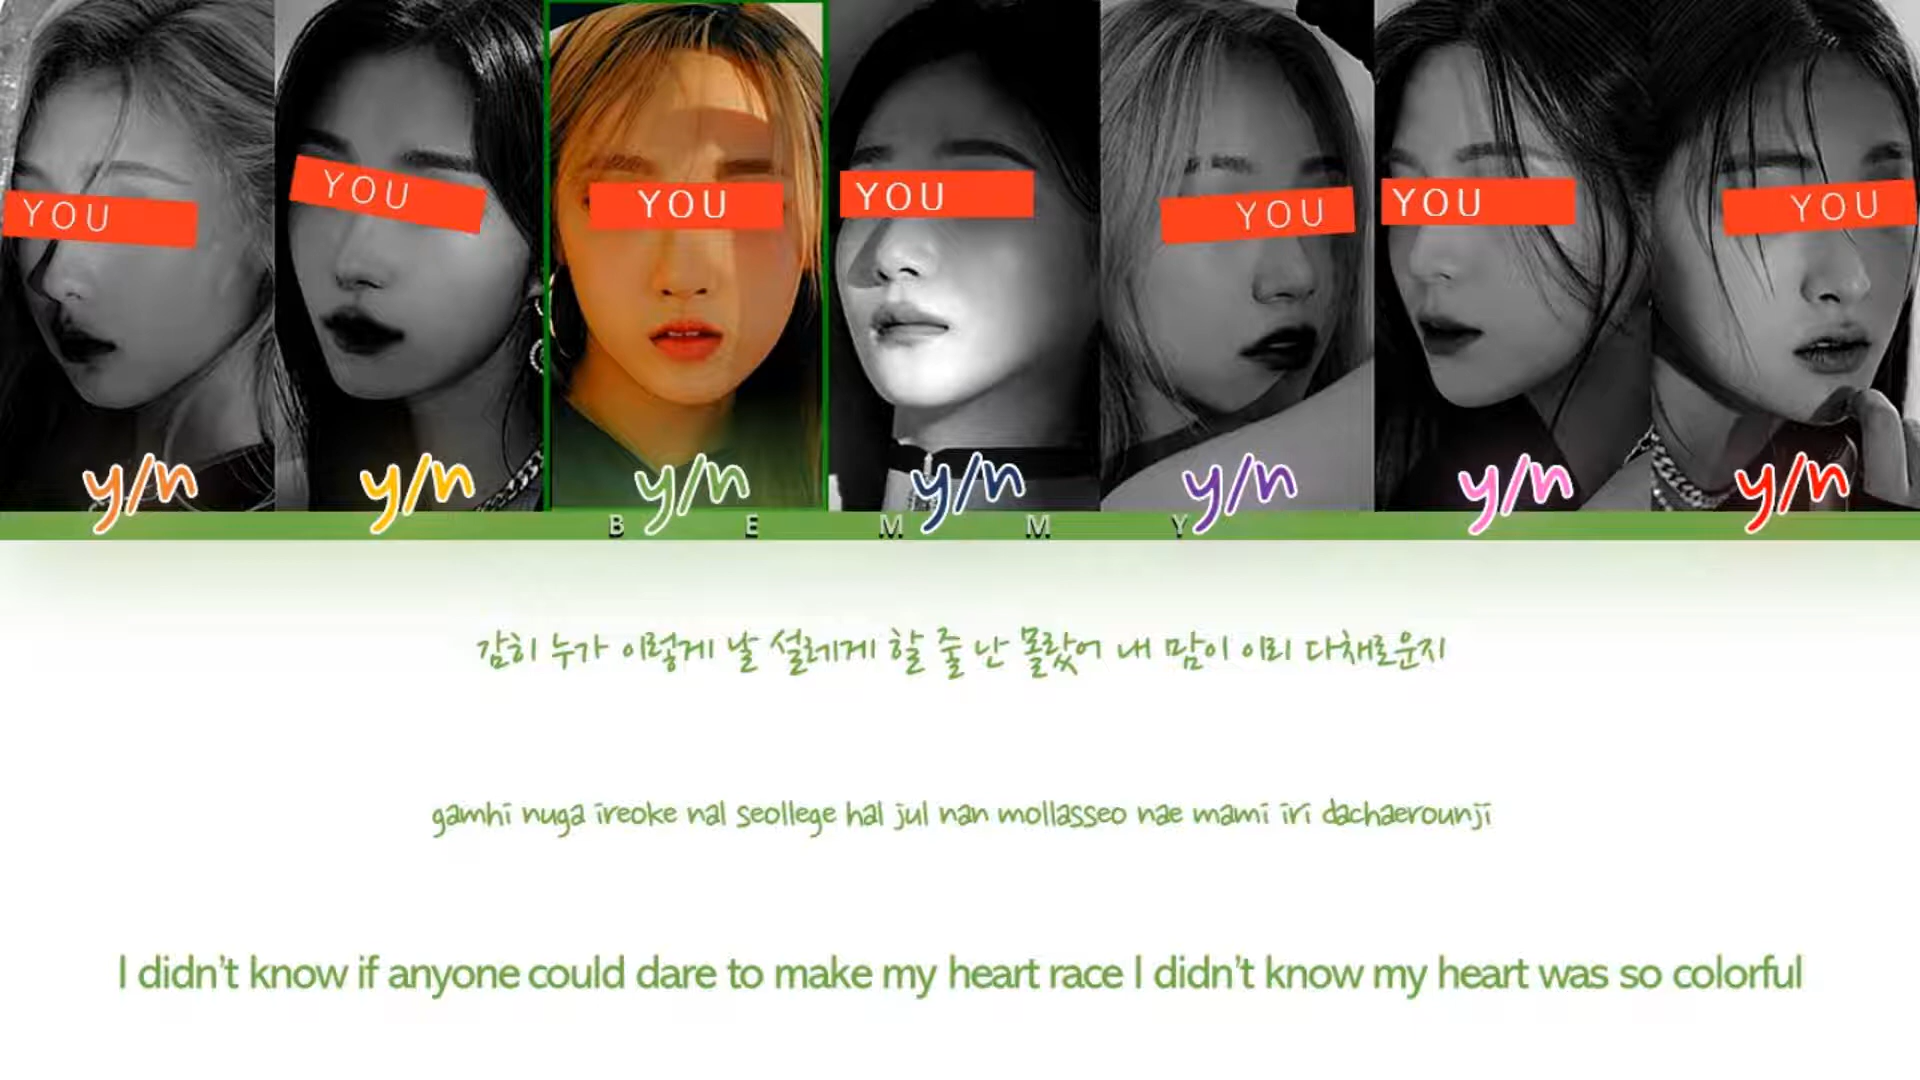 YOU YOU YOU YOU YOU YOU YOU
y/n y/n y/n y/n y/n y/n y/n
B E M M Y
감히 누가 이렇게 날 설레게 할 줄 난 몰랐어 내 맘이 이리 다채로운지
gamhi nuga ireoke nal seollege hal jul nan mollasseo nae mami iri dachaerounji
I didn't know if anyone could dare to make my heart race I didn't know my heart was so colorful